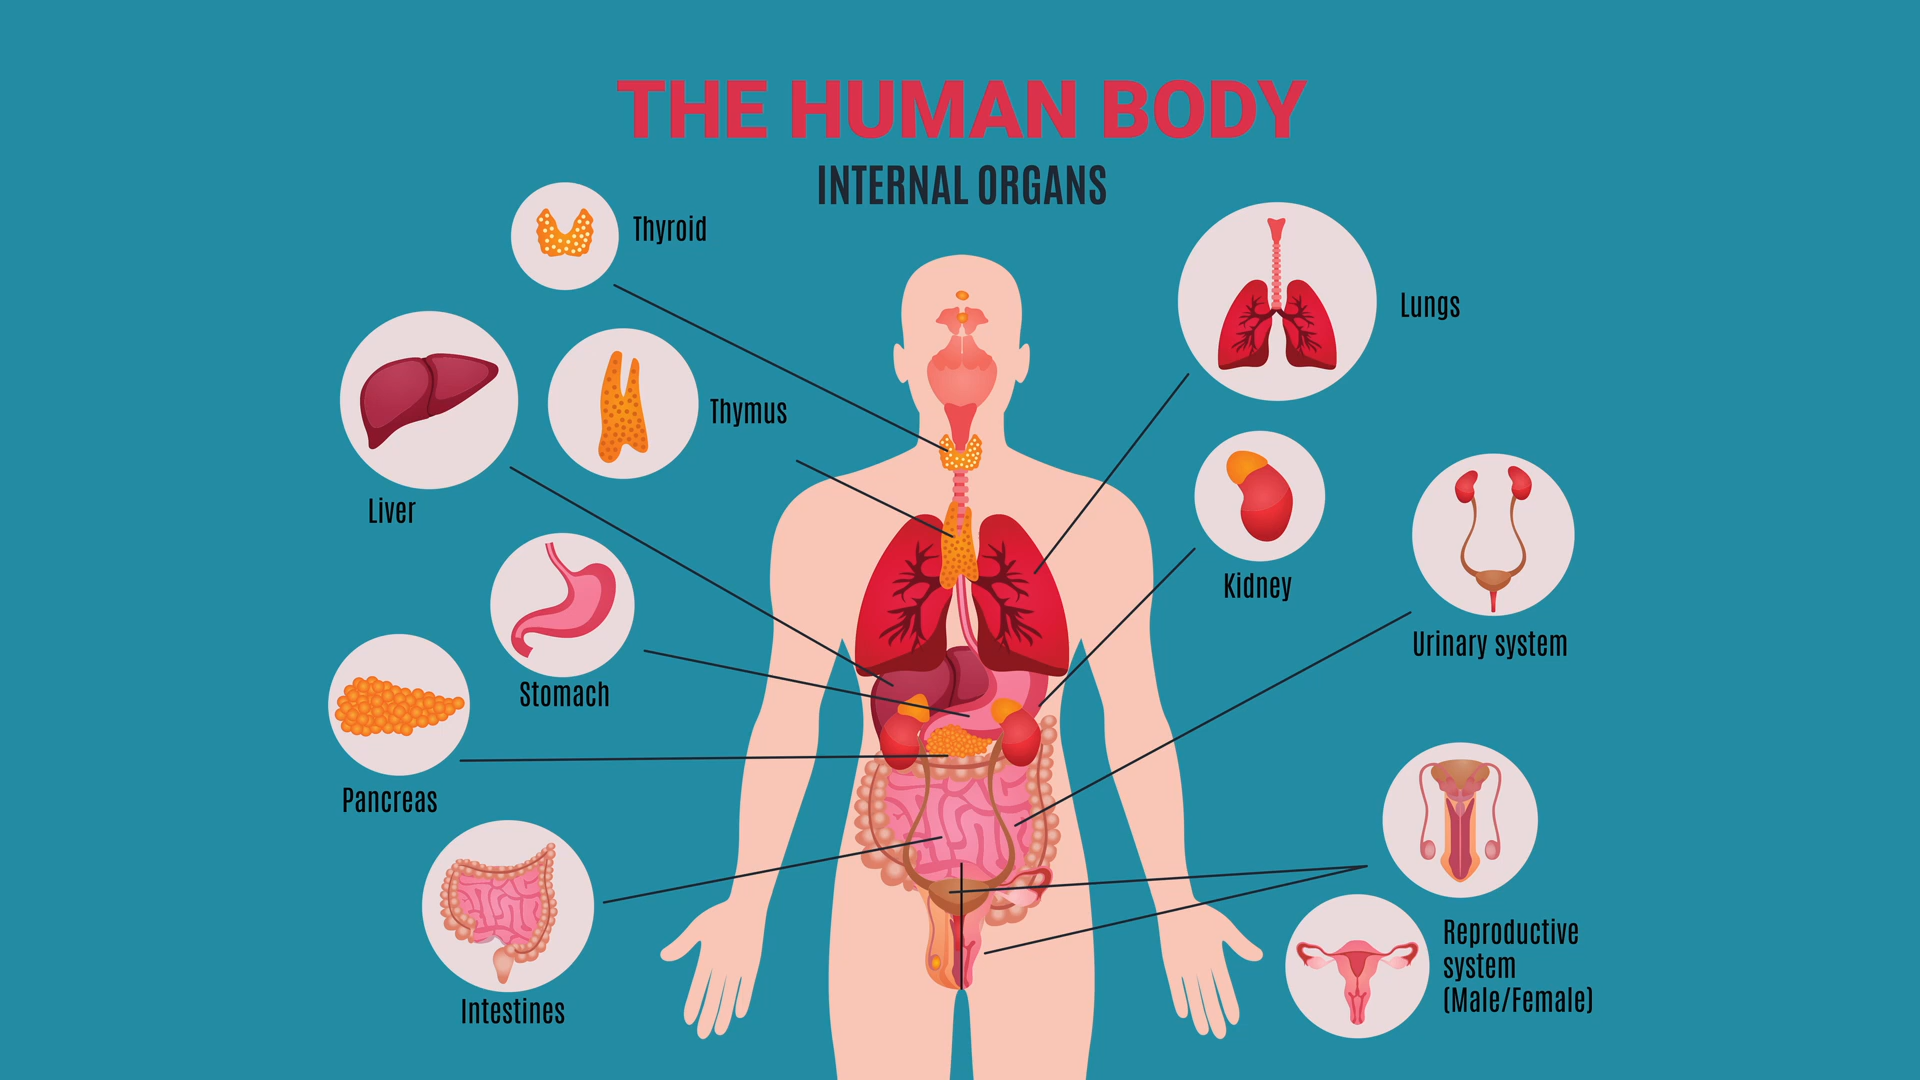 THE HUMAN BODY
INTERNAL ORGANS
Thyroid
Lungs
Thymus
Liver
Kidney
Urinary system
Stomach
Pancreas
Reproductive
system
(Male/Female)
Intestines